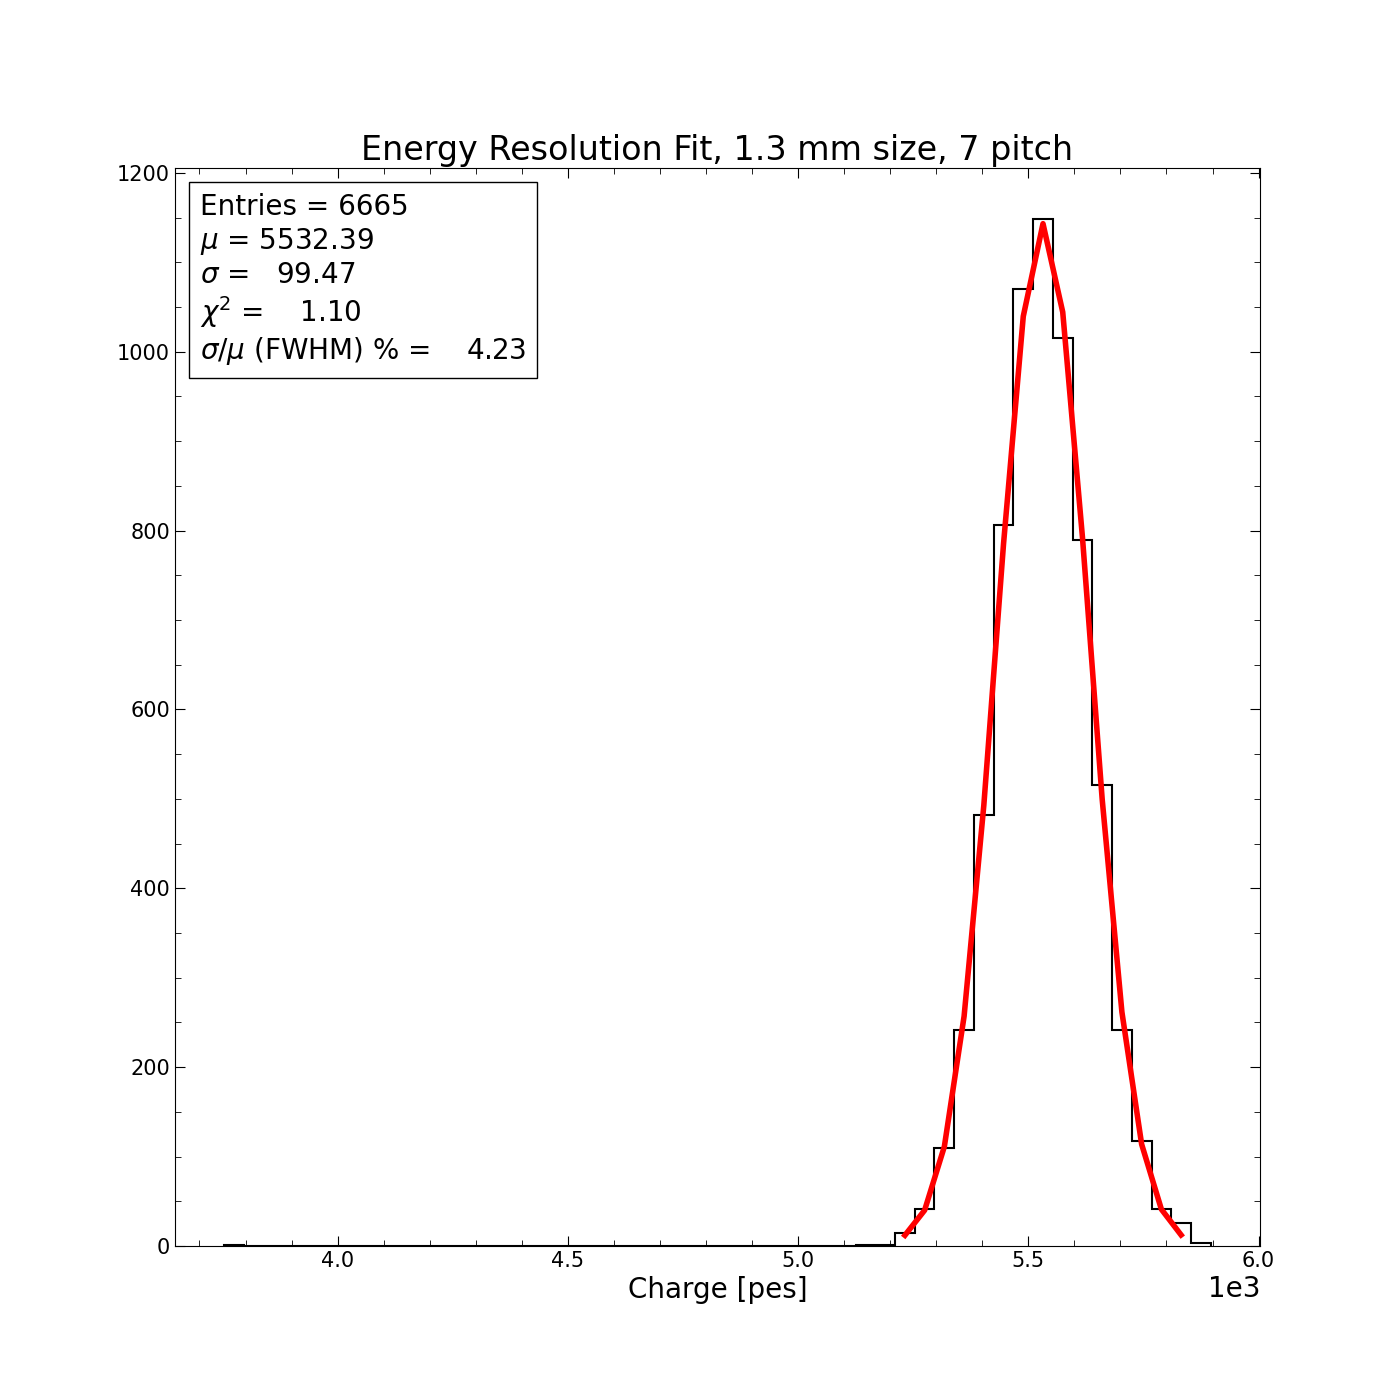 Energy Resolution Fit, 1.3 mm size, 7 pitch
1200
Entries = 6665
μ = 5532.39
σ = 99.47
χ² = 1.10
σ/μ (FWHM) % = 4.23
1000
800
600
400
200
0
4.0 4.5 5.0 5.5 6.0
Charge [pes] 1e3